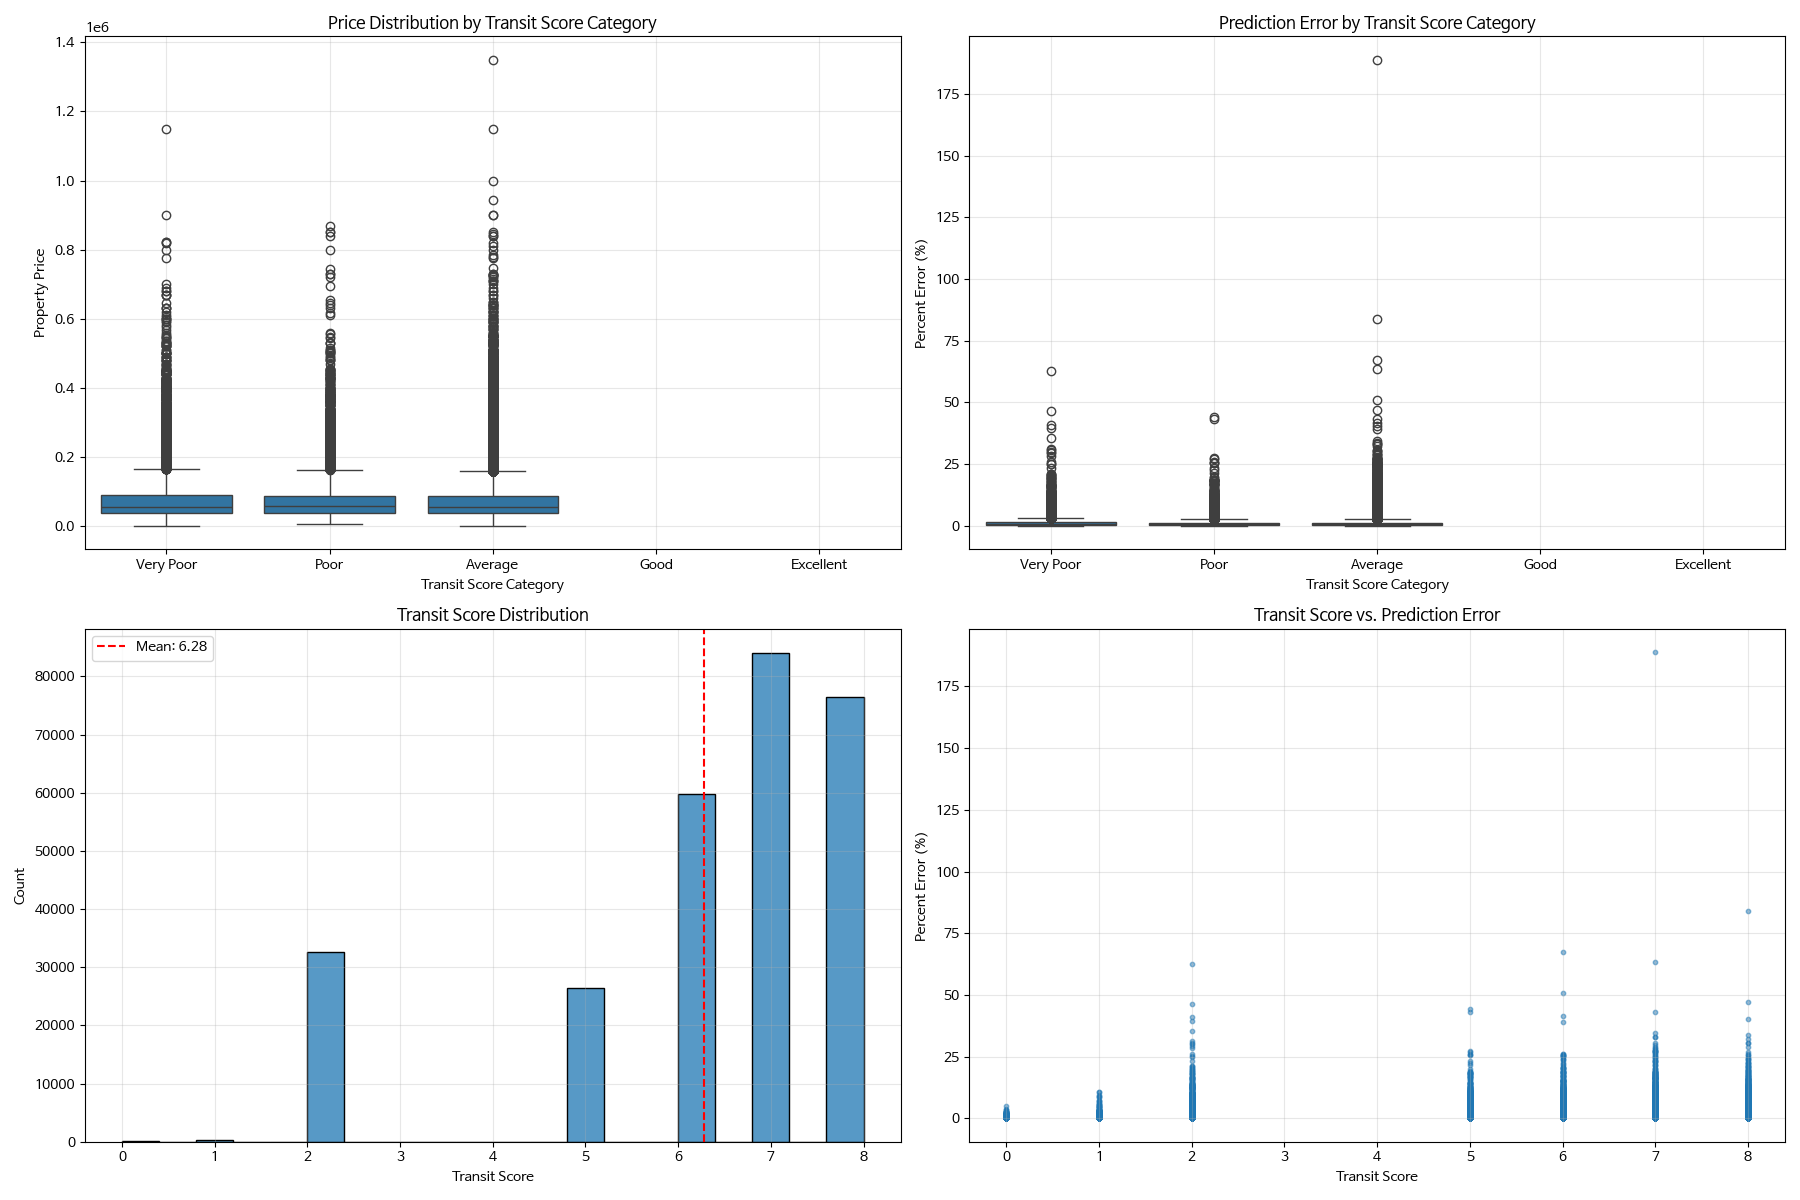 Price Distribution by Transit Score Category
1e6
1.4
1.2
1.0
0.8
0.6
0.4
0.2
0.0
Property Price
Very Poor
Poor
Average
Good
Excellent
Transit Score Category
Prediction Error by Transit Score Category
175
150
125
100
75
50
25
0
Percent Error (%)
Very Poor
Poor
Average
Good
Excellent
Transit Score Category
Transit Score Distribution
Mean: 6.28
80000
70000
60000
50000
40000
30000
20000
10000
0
Count
0
1
2
3
4
5
6
7
8
Transit Score
Transit Score vs. Prediction Error
175
150
125
100
75
50
25
0
Percent Error (%)
0
1
2
3
4
5
6
7
8
Transit Score